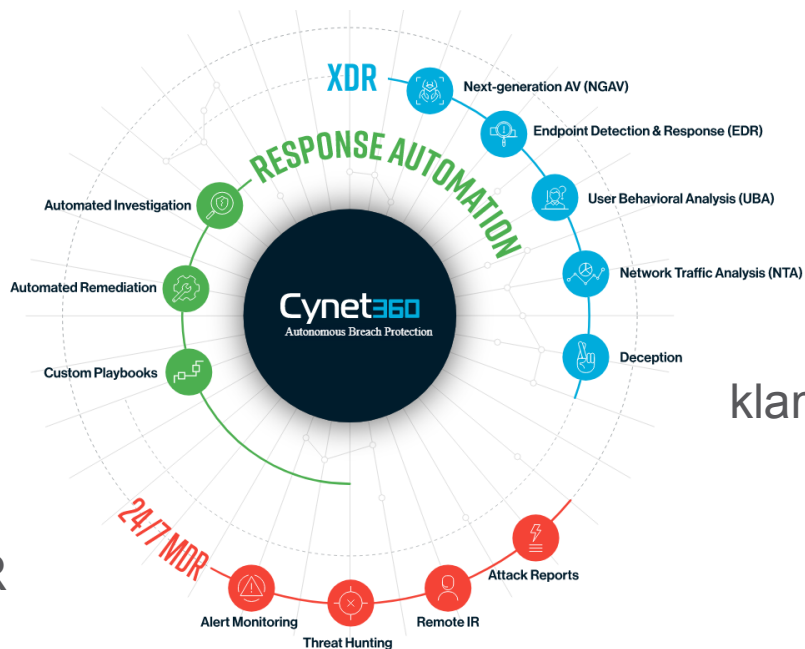 XDR
Next-generation AV (NGAV)
RESPONSE AUTOMATION
Endpoint Detection & Response (EDR)
Automated Investigation
User Behavioral Analysis (UBA)
Network Traffic Analysis (NTA)
Automated Remediation
Cynet360
Autonomous Breach Protection
Deception
Custom Playbooks
klar
24/7 MDR
R
Attack Reports
Alert Monitoring
Remote IR
Threat Hunting